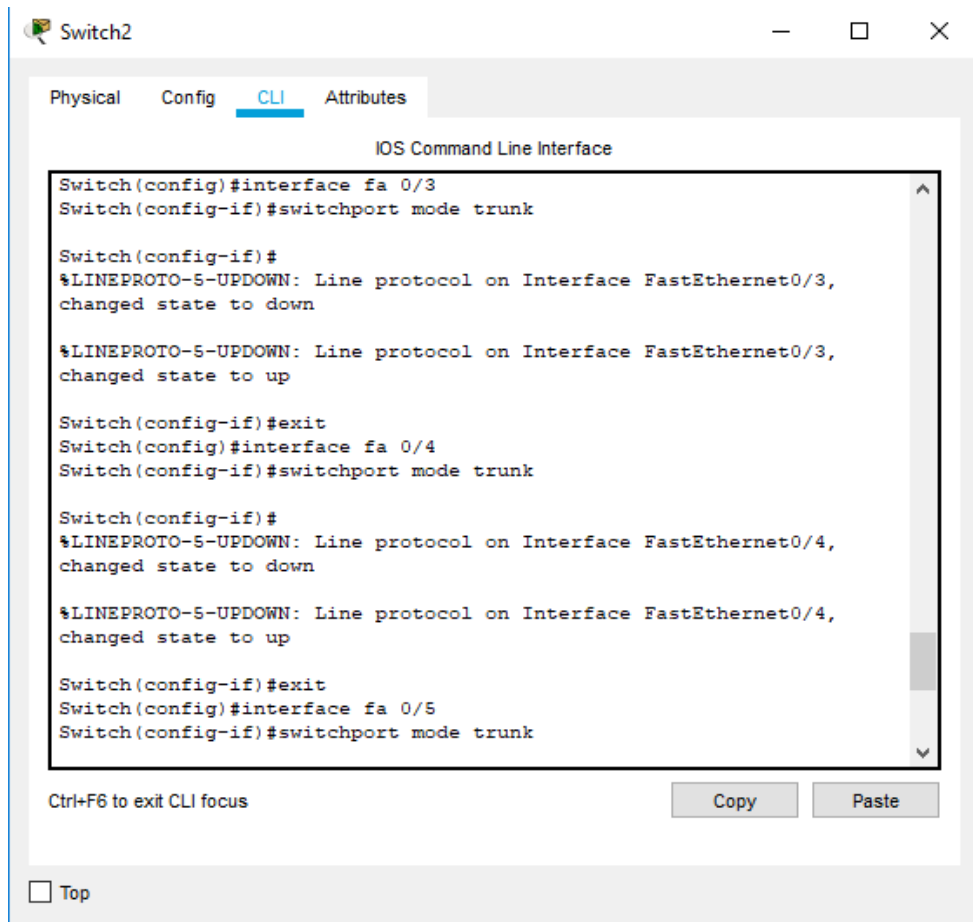 Switch2
Physical Config CLI Attributes
IOS Command Line Interface
Switch(config)#interface fa 0/3
Switch(config-if)#switchport mode trunk
Switch(config-if)#
%LINEPROTO-5-UPDOWN: Line protocol on Interface FastEthernet0/3,
changed state to down
%LINEPROTO-5-UPDOWN: Line protocol on Interface FastEthernet0/3,
changed state to up
Switch(config-if)#exit
Switch(config)#interface fa 0/4
Switch(config-if)#switchport mode trunk
Switch(config-if)#
%LINEPROTO-5-UPDOWN: Line protocol on Interface FastEthernet0/4,
changed state to down
%LINEPROTO-5-UPDOWN: Line protocol on Interface FastEthernet0/4,
changed state to up
Switch(config-if)#exit
Switch(config)#interface fa 0/5
Switch(config-if)#switchport mode trunk
Ctrl+F6 to exit CLI focus Copy Paste
Top